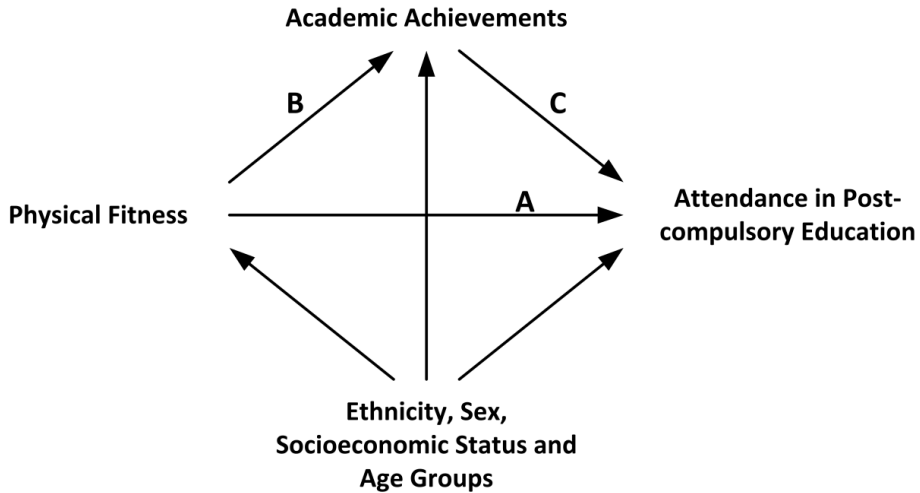 Academic Achievements
B
C
Physical Fitness
A
Attendance in Post-
compulsory Education
Ethnicity, Sex,
Socioeconomic Status and
Age Groups